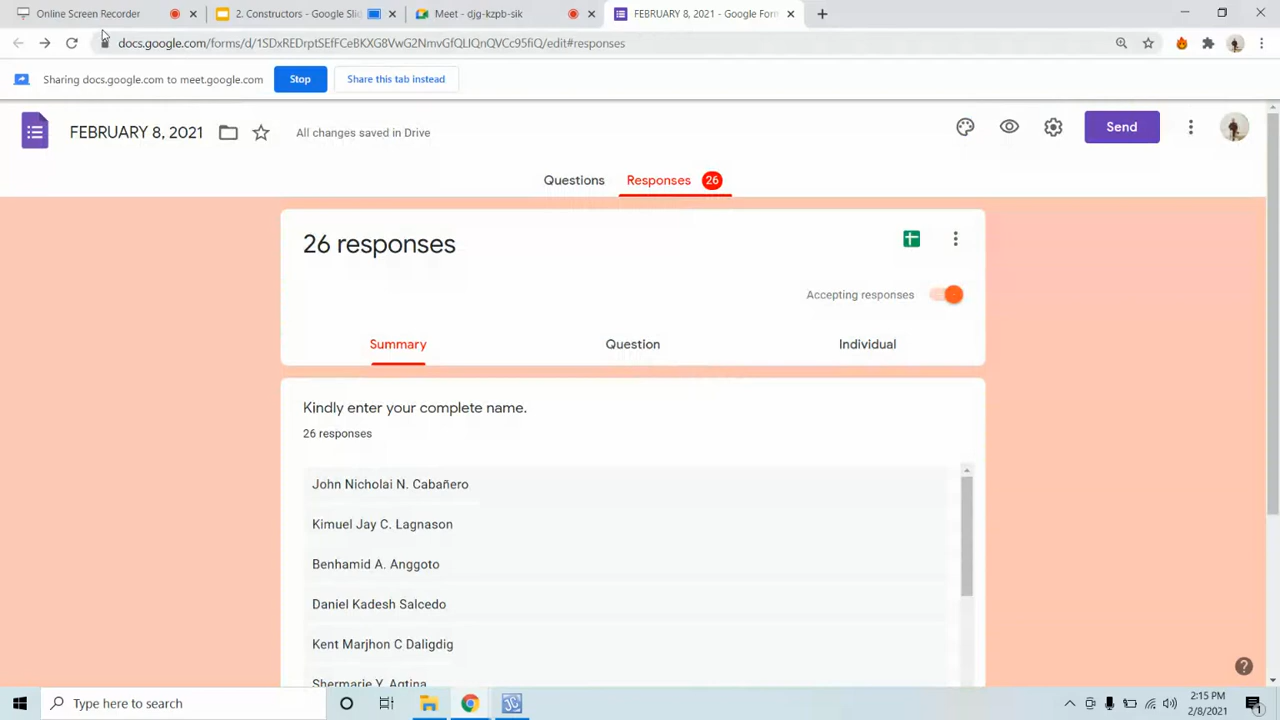 Online Screen Recorder
2. Constructors - Google Slid
Meet - djg-kzpb-sik
FEBRUARY 8, 2021 - Google Form
docs.google.com/forms/d/1SDxREDrptSEfFCeBKXG8VwG2NmvGfQLIQnQVCc95fiQ/edit#responses
Sharing docs.google.com to meet.google.com
Stop
Share this tab instead
FEBRUARY 8, 2021
All changes saved in Drive
Send
Questions
Responses
26
26 responses
Accepting responses
Summary
Question
Individual
Kindly enter your complete name.
26 responses
John Nicholai N. Cabañero
Kimuel Jay C. Lagnason
Benhamid A. Anggoto
Daniel Kadesh Salcedo
Kent Marjhon C Daligdig
Shermarie Y. Agtina
Type here to search
2:15 PM
2/8/2021